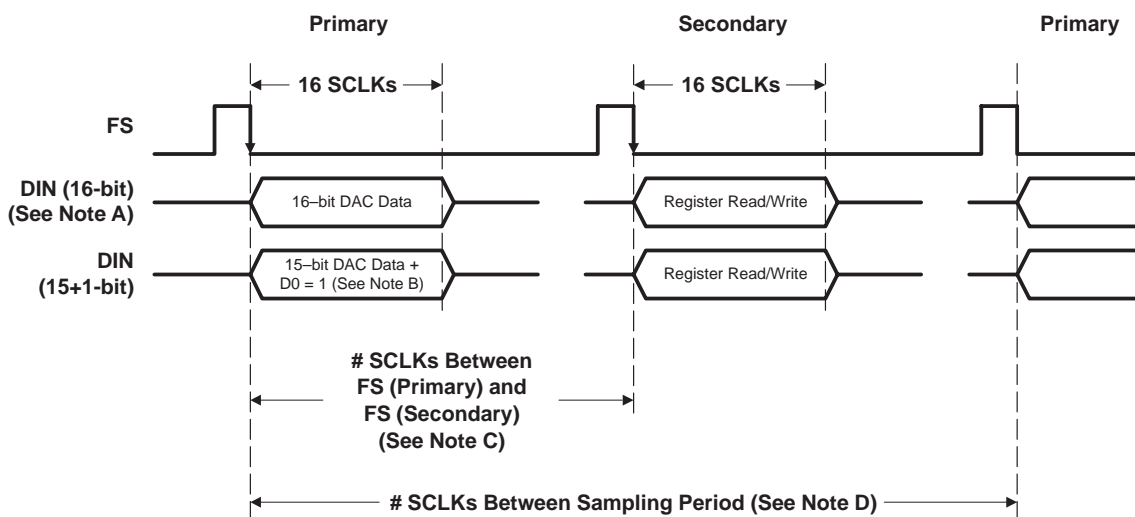 Primary
Secondary
Primary
16 SCLKs
16 SCLKs
FS
DIN (16-bit)
(See Note A)
16–bit DAC Data
Register Read/Write
DIN
(15+1-bit)
15–bit DAC Data +
D0 = 1 (See Note B)
Register Read/Write
# SCLKs Between
FS (Primary) and
FS (Secondary)
(See Note C)
# SCLKs Between Sampling Period (See Note D)